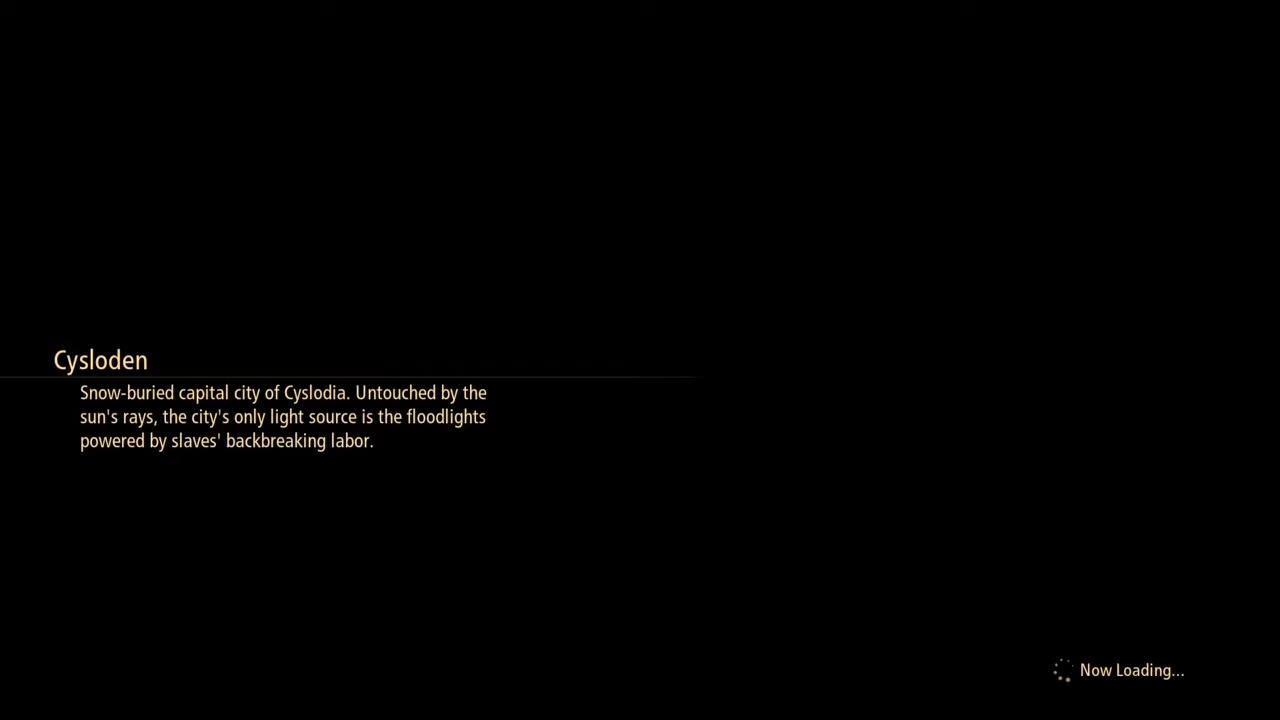 Cysloden
Snow-buried capital city of Cyslodia. Untouched by the
sun's rays, the city's only light source is the floodlights
powered by slaves' backbreaking labor.
Now Loading...